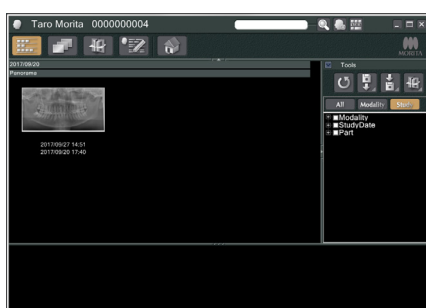 Taro Morita 0000000004
MORITA
2017/09/20
Panorama
2017/09/27 14:51
2017/09/20 17:40
Tools
All Modality Study
Modality
StudyDate
Part